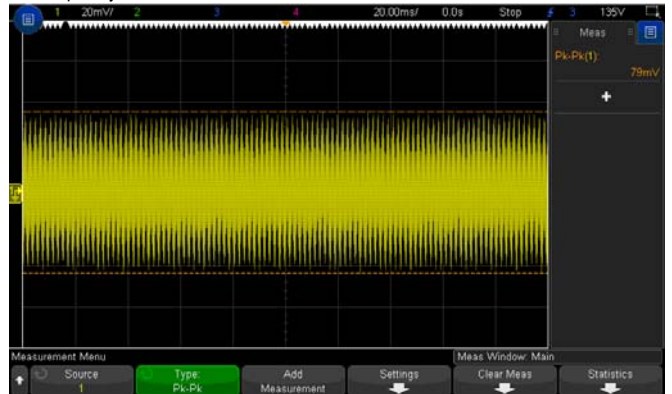 1 20mV/ 2 3 4 20.00ms/ 0.0s Stop 3 135V
Meas
Pk-Pk(1):
79mV
Measurement Menu Meas Window: Main
Source Type: Add Settings Clear Meas Statistics
1 Pk-Pk Measurement